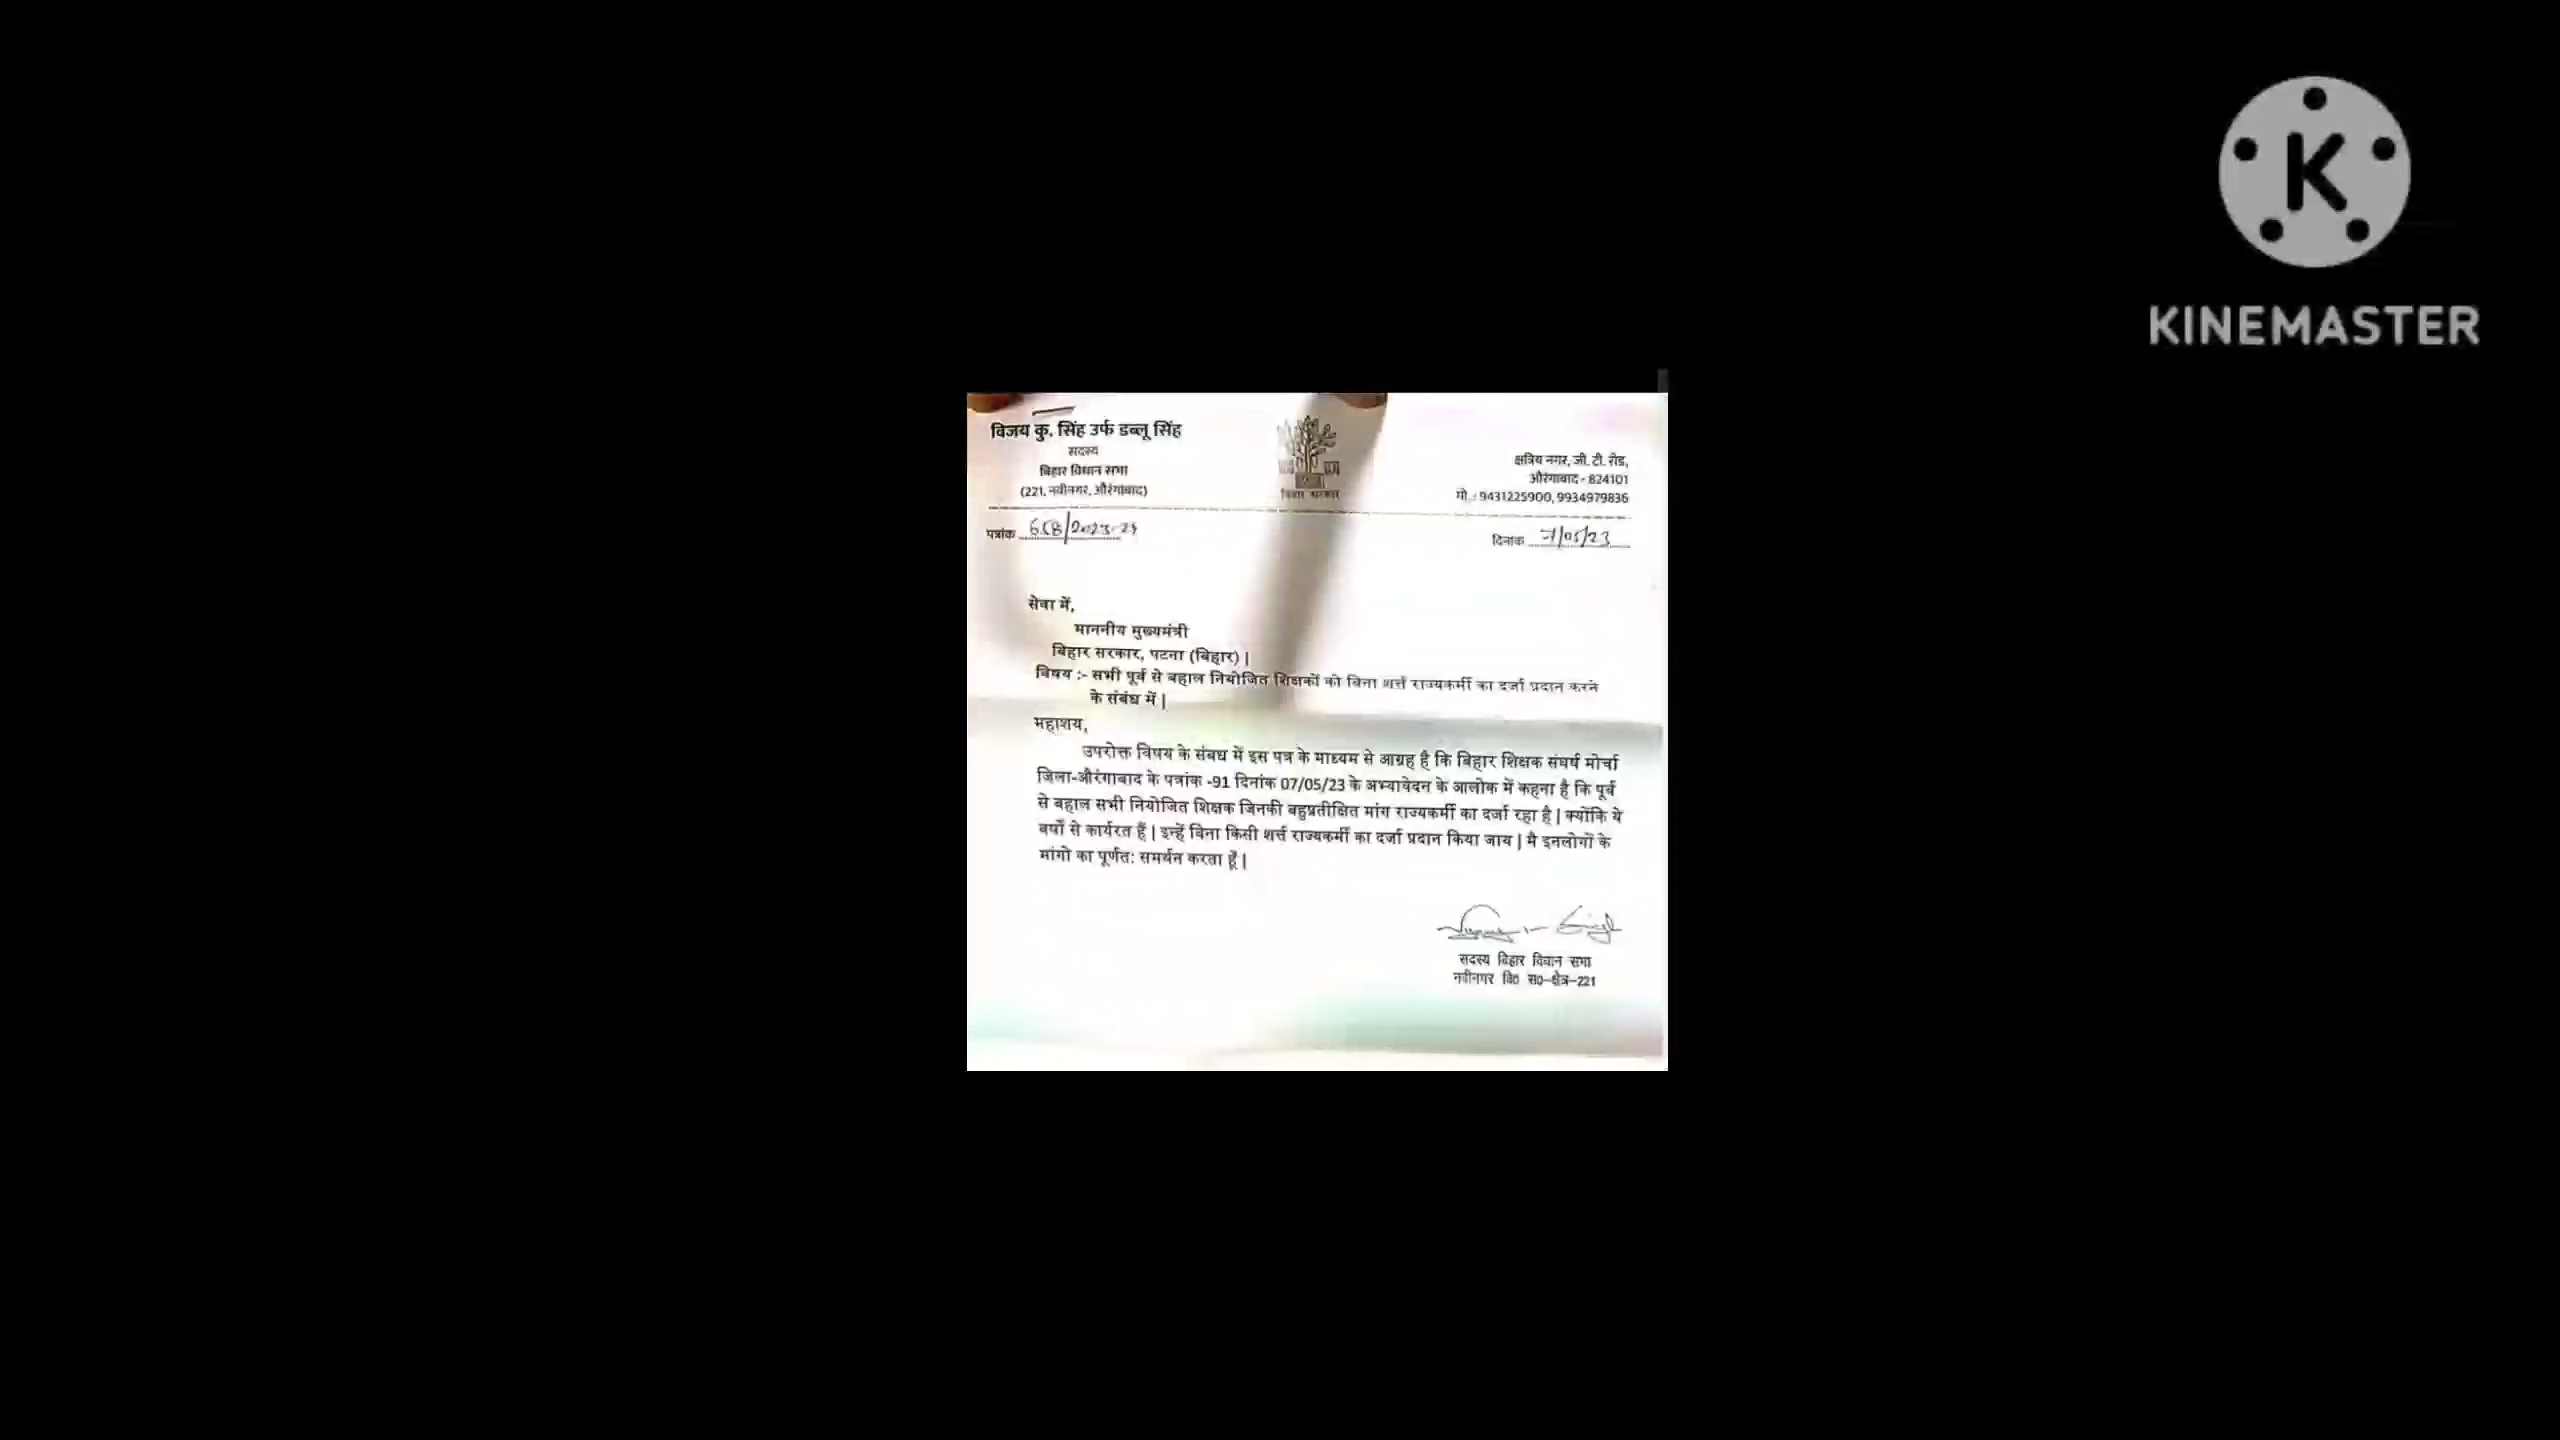 KINEMASTER
विजय कु. सिंह उर्फ डब्लू सिंह
सदस्य
बिहार विधान सभा
(221, नवीनगर, औरंगाबाद)
बिहार सरकार
क्षत्रिय नगर, जी. टी. रोड,
औरंगाबाद - 824101
मो. : 9431225900, 9934979836
पत्रांक /2023-24
दिनांक 7/05/23
सेवा में,
माननीय मुख्यमंत्री
बिहार सरकार, पटना (बिहार) |
विषय :- सभी पूर्व से बहाल नियोजित शिक्षकों को बिना शर्त्त राज्यकर्मी का दर्जा प्रदान करने
के संबंध में |
महाशय,
उपरोक्त विषय के संबध में इस पत्र के माध्यम से आग्रह है कि बिहार शिक्षक संघर्ष मोर्चा
जिला-औरंगाबाद के पत्रांक -91 दिनांक 07/05/23 के अभ्यावेदन के आलोक में कहना है कि पूर्व
से बहाल सभी नियोजित शिक्षक जिनकी बहुप्रतीक्षित मांग राज्यकर्मी का दर्जा रहा है | क्योंकि ये
वर्षों से कार्यरत हैं | इन्हें बिना किसी शर्त्त राज्यकर्मी का दर्जा प्रदान किया जाय | मै इनलोगों के
मांगो का पूर्णत: समर्थन करता हूँ |
सदस्य बिहार विधान सभा
नवीनगर वि० स०-क्षेत्र-221